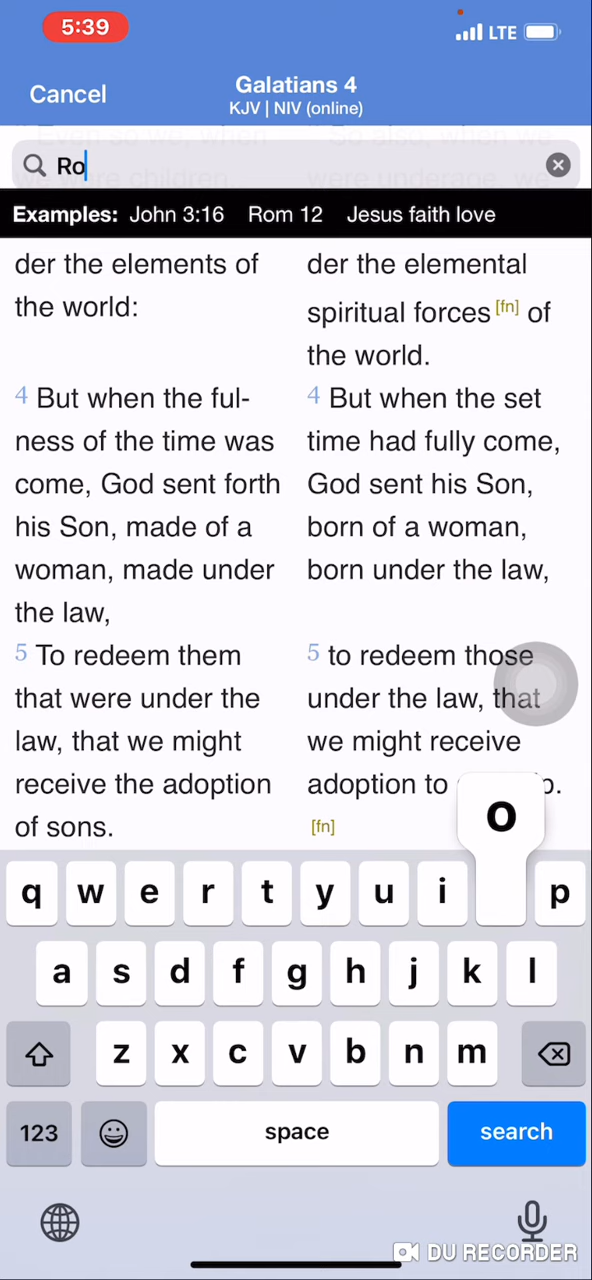 5:39
LTE
Cancel
Galatians 4
KJV | NIV (online)
Ro
Examples: John 3:16 Rom 12 Jesus faith love
der the elements of
the world:
4 But when the ful-
ness of the time was
come, God sent forth
his Son, made of a
woman, made under
the law,
5 To redeem them
that were under the
law, that we might
receive the adoption
of sons.
der the elemental
spiritual forces [fn] of
the world.
4 But when the set
time had fully come,
God sent his Son,
born of a woman,
born under the law,
5 to redeem those
under the law, that
we might receive
adoption to
[fn]
o
q w e r t y u i p
a s d f g h j k l
z x c v b n m
123 space search
DU RECORDER